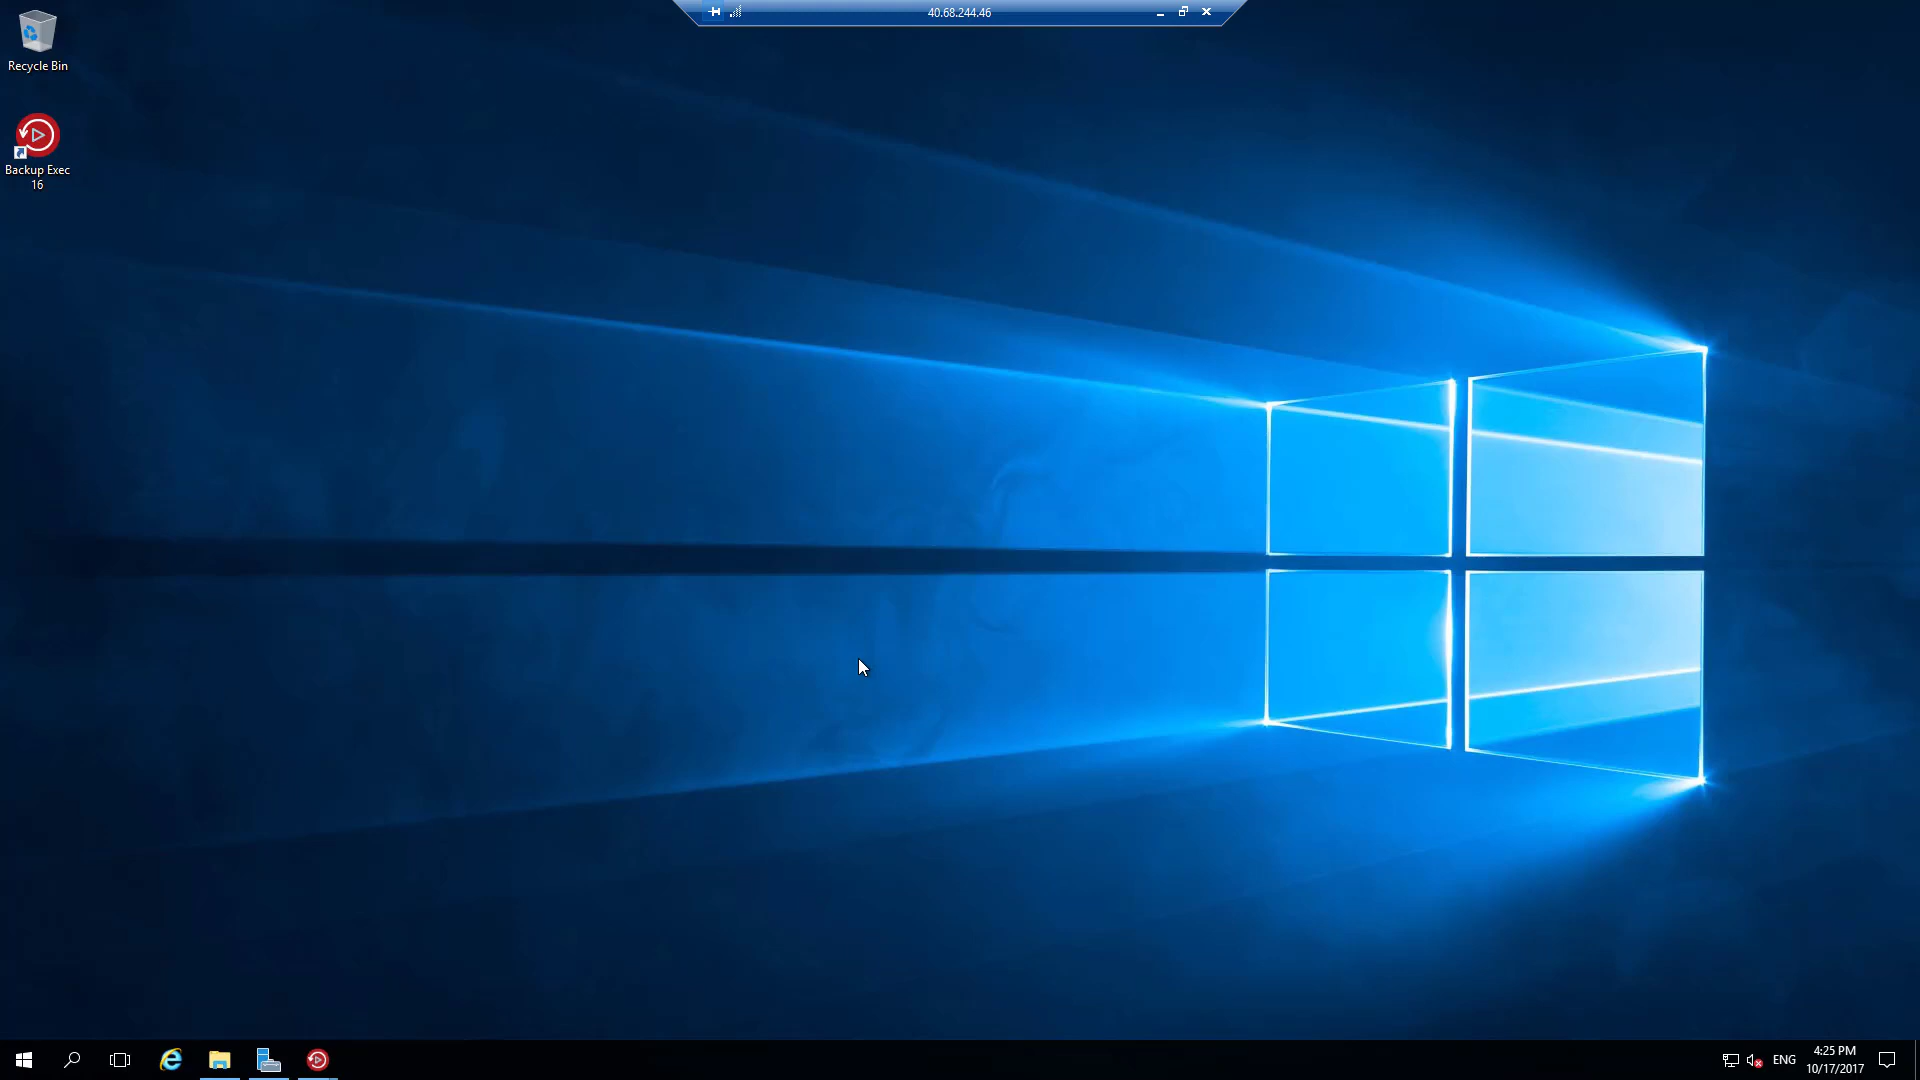 40.68.244.46
Recycle Bin
Backup Exec
16
ENG
4:25 PM
10/17/2017